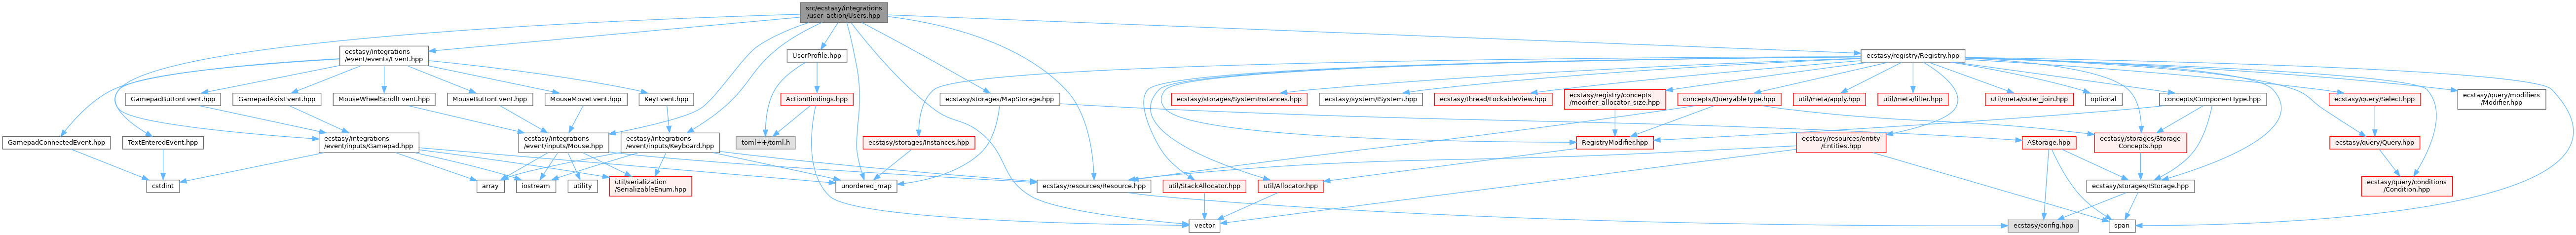 src/ecstasy/integrations
/user_action/Users.hpp
ecstasy/integrations
/event/events/Event.hpp
UserProfile.hpp
ecstasy/registry/Registry.hpp
GamepadButtonEvent.hpp
GamepadAxisEvent.hpp
MouseWheelScrollEvent.hpp
MouseButtonEvent.hpp
MouseMoveEvent.hpp
KeyEvent.hpp
ActionBindings.hpp
ecstasy/storages/MapStorage.hpp
ecstasy/storages/SystemInstances.hpp
ecstasy/system/ISystem.hpp
ecstasy/thread/LockableView.hpp
ecstasy/registry/concepts
/modifier_allocator_size.hpp
concepts/QueryableType.hpp
util/meta/apply.hpp
util/meta/filter.hpp
util/meta/outer_join.hpp
optional
concepts/ComponentType.hpp
ecstasy/query/Select.hpp
ecstasy/query/modifiers
/Modifier.hpp
GamepadConnectedEvent.hpp
TextEnteredEvent.hpp
ecstasy/integrations
/event/inputs/Gamepad.hpp
ecstasy/integrations
/event/inputs/Mouse.hpp
ecstasy/integrations
/event/inputs/Keyboard.hpp
toml++/toml.h
ecstasy/storages/Instances.hpp
RegistryModifier.hpp
ecstasy/resources/entity
/Entities.hpp
AStorage.hpp
ecstasy/storages/Storage
Concepts.hpp
ecstasy/query/Query.hpp
cstdint
array
iostream
utility
util/serialization
/SerializableEnum.hpp
unordered_map
ecstasy/resources/Resource.hpp
util/StackAllocator.hpp
util/Allocator.hpp
ecstasy/storages/IStorage.hpp
ecstasy/query/conditions
/Condition.hpp
vector
ecstasy/config.hpp
span